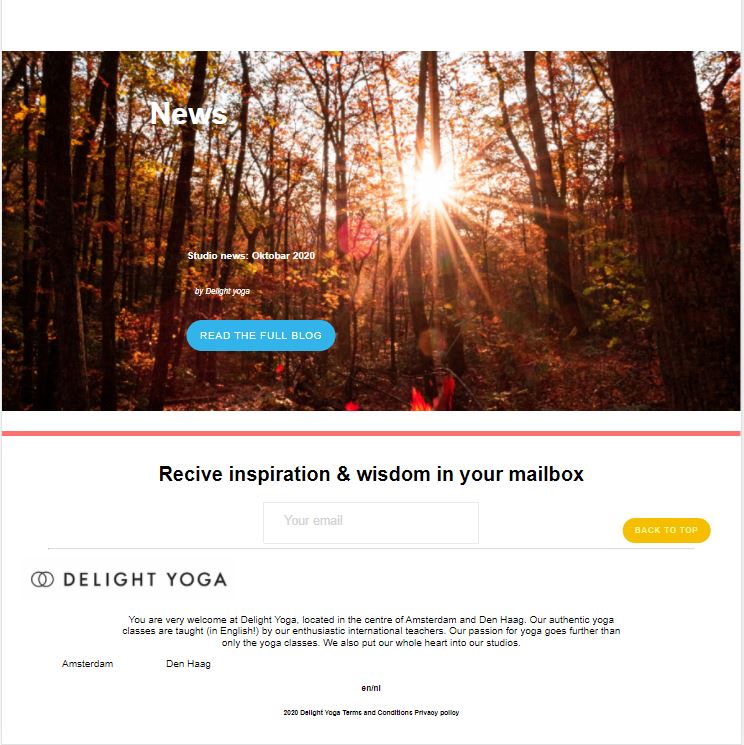 News
Studio news: Oktobar 2020
by Delight yoga
READ THE FULL BLOG
Recive inspiration & wisdom in your mailbox
Your email
BACK TO TOP
DELIGHT YOGA
You are very welcome at Delight Yoga, located in the centre of Amsterdam and Den Haag. Our authentic yoga
classes are taught (in English!) by our enthusiastic international teachers. Our passion for yoga goes further than
only the yoga classes. We also put our whole heart into our studios.
Amsterdam Den Haag
en/nl
2020 Delight Yoga Terms and Conditions Privacy policy